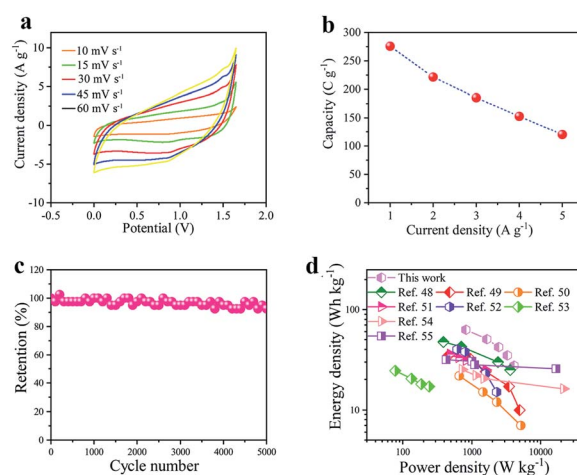 a
Current density (A g⁻¹)
10
5
0
-5
-10
10 mV s⁻¹
15 mV s⁻¹
30 mV s⁻¹
45 mV s⁻¹
60 mV s⁻¹
-0.5 0.0 0.5 1.0 1.5 2.0
Potential (V)
b
Capacity (C g⁻¹)
300
200
100
0
1 2 3 4 5
Current density (A g⁻¹)
c
Retention (%)
120
100
80
60
40
20
0
0 1000 2000 3000 4000 5000
Cycle number
d
Energy density (Wh kg⁻¹)
100
10
This work
Ref. 48 Ref. 49 Ref. 50
Ref. 51 Ref. 52 Ref. 53
Ref. 54
Ref. 55
100 1000 10000
Power density (W kg⁻¹)